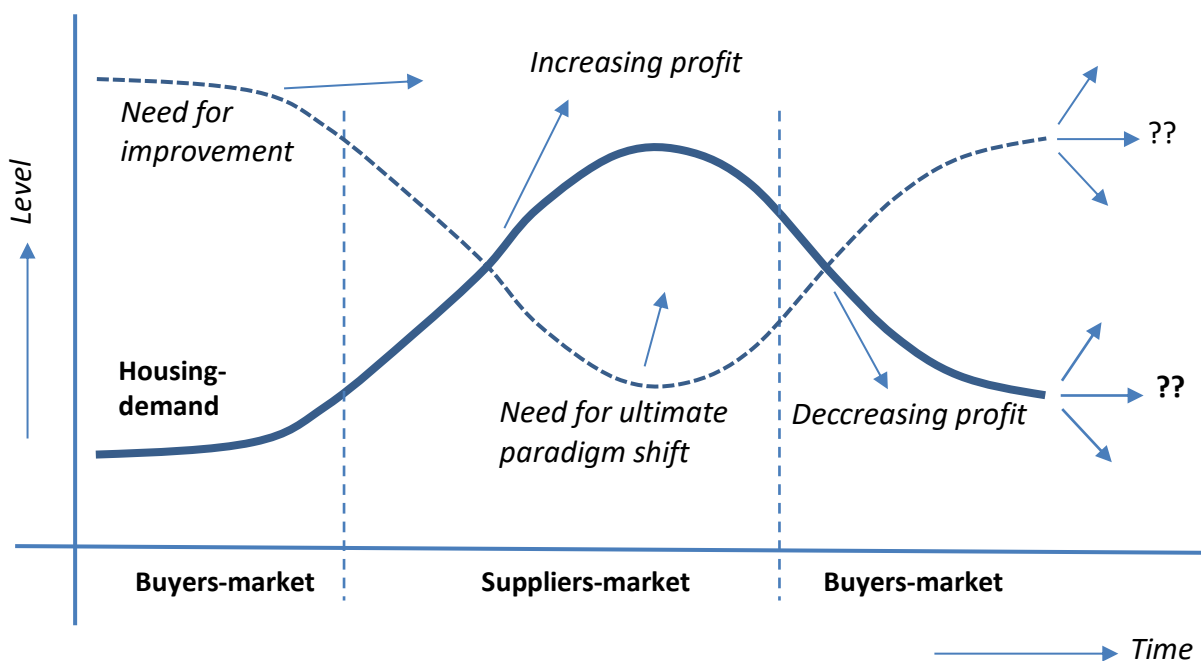 Increasing profit
Need for
improvement
??
Level
Housing-
demand
??
Need for ultimate
paradigm shift
Deccreasing profit
Buyers-market
Suppliers-market
Buyers-market
Time